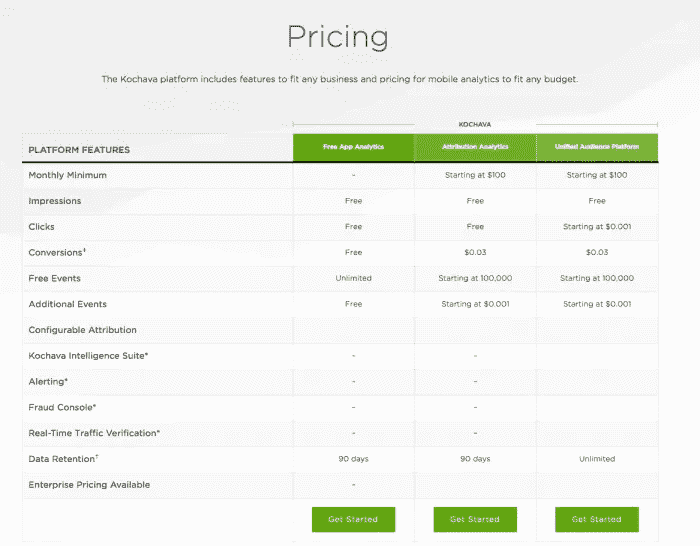 Pricing
The Kochava platform includes features to fit any business and pricing for mobile analytics to fit any budget.
KOCHAVA
PLATFORM FEATURES Free App Analytics Attribution Analytics Unified Audience Platform
Monthly Minimum - Starting at $100 Starting at $100
Impressions Free Free Free
Clicks Free Free Starting at $0.001
Conversions‡ Free $0.03 $0.03
Free Events Unlimited Starting at 100,000 Starting at 100,000
Additional Events Free Starting at $0.001 Starting at $0.001
Configurable Attribution
Kochava Intelligence Suite* - -
Alerting* - -
Fraud Console* - -
Real-Time Traffic Verification* - -
Data Retention† 90 days 90 days Unlimited
Enterprise Pricing Available -
Get Started Get Started Get Started